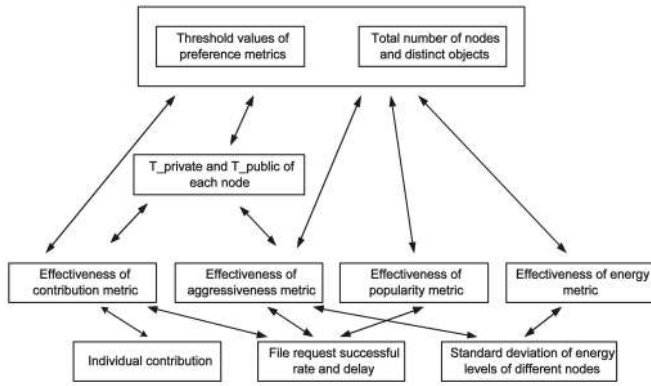 Threshold values of
preference metrics
Total number of nodes
and distinct objects
T_private and T_public of
each node
Effectiveness of
contribution metric
Effectiveness of
aggressiveness metric
Effectiveness of
popularity metric
Effectiveness of energy
metric
Individual contribution
File request successful
rate and delay
Standard deviation of energy
levels of different nodes